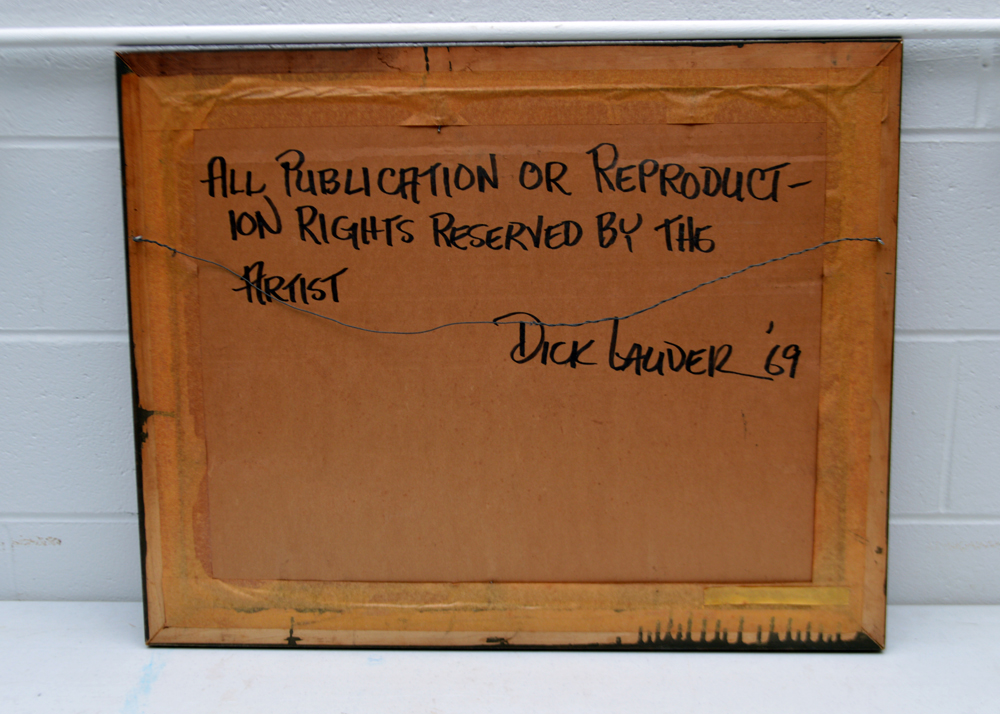 ALL PUBLICATION OR REPRODUCT-
ION RIGHTS RESERVED BY THE
ARTIST
DICK LAUDER '69